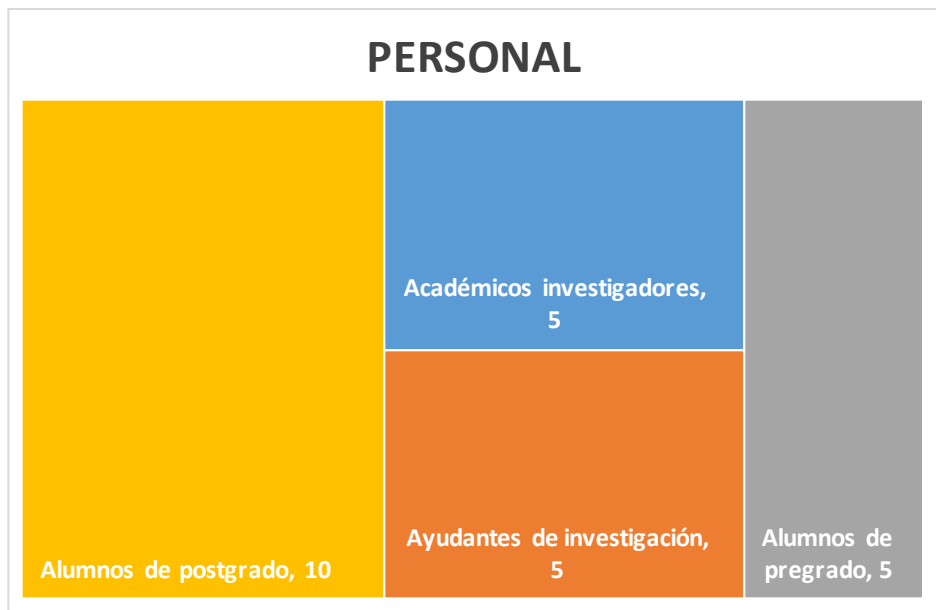 PERSONAL
Alumnos de postgrado, 10
Académicos investigadores,
5
Ayudantes de investigación,
5
Alumnos de
pregrado, 5